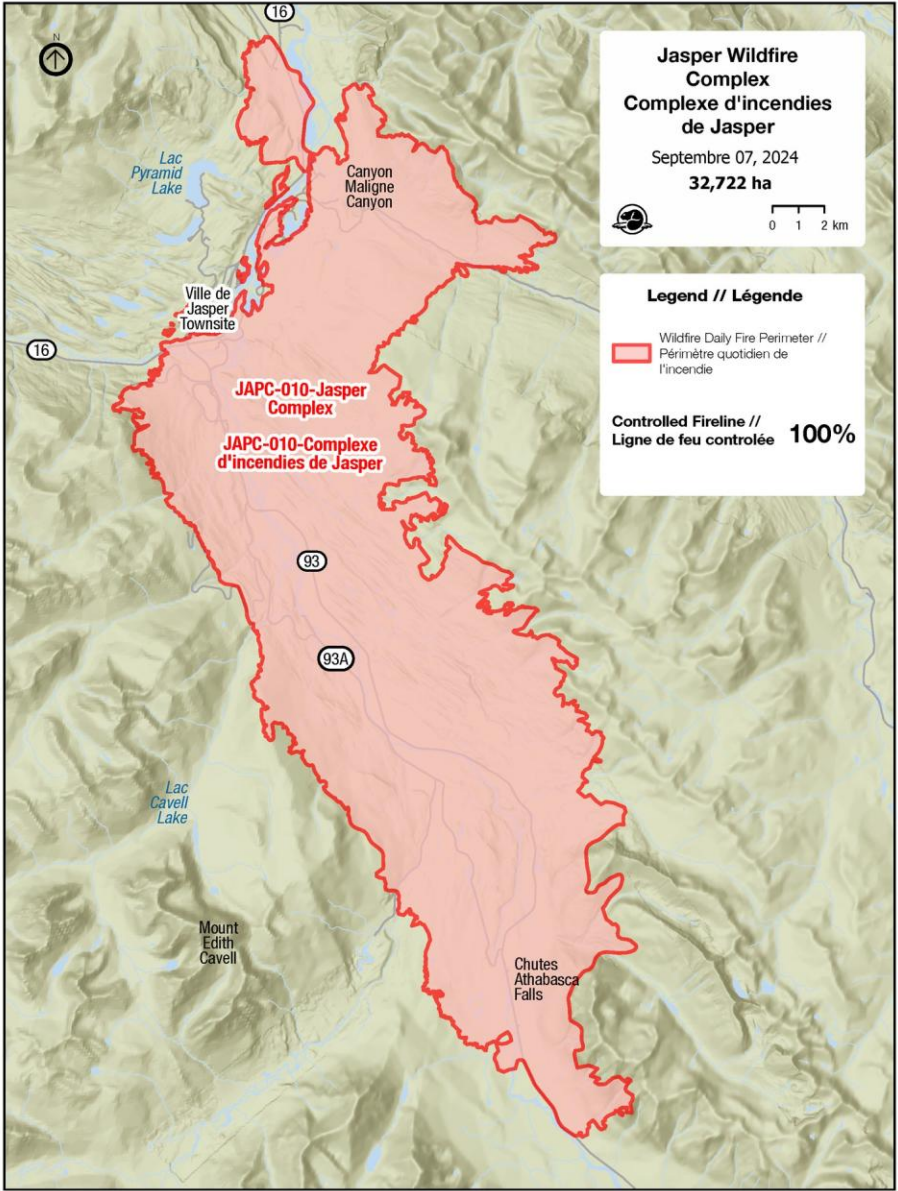 16
N
Jasper Wildfire
Complex
Complexe d'incendies
de Jasper
Septembre 07, 2024
32,722 ha
0 1 2 km
Lac
Pyramid
Lake
Canyon
Maligne
Canyon
Legend // Légende
Wildfire Daily Fire Perimeter //
Périmètre quotidien de
l'incendie
Controlled Fireline //
Ligne de feu controlée 100%
Ville de
Jasper
Townsite
16
JAPC-010-Jasper
Complex
JAPC-010-Complexe
d'incendies de Jasper
93
93A
Lac
Cavell
Lake
Mount
Edith
Cavell
Chutes
Athabasca
Falls